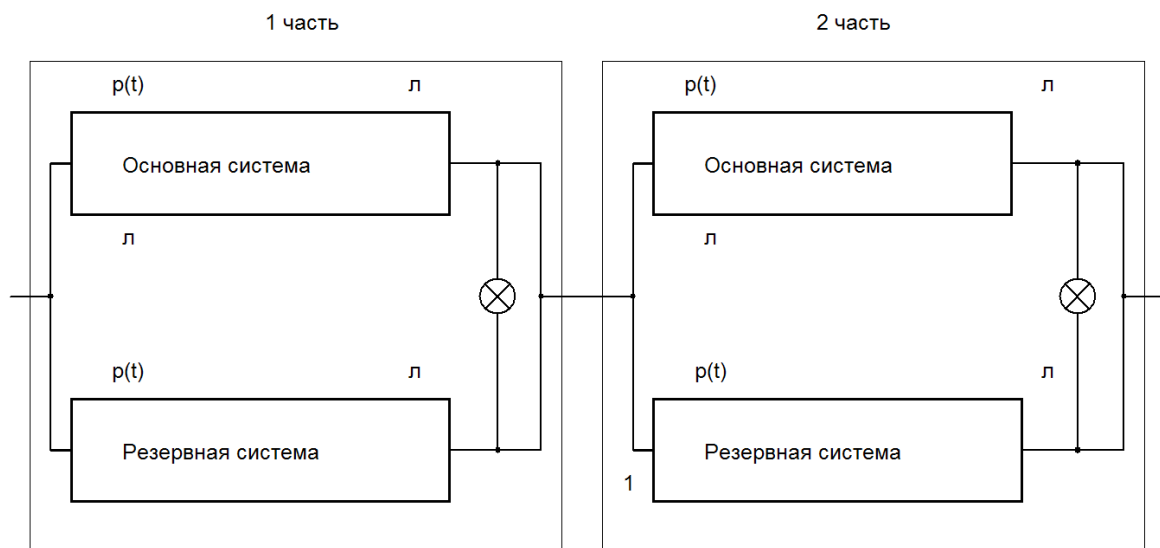 1 часть
2 часть
p(t) л
Основная система
л
p(t) л
Резервная система
p(t) л
Основная система
л
p(t) л
Резервная система
1